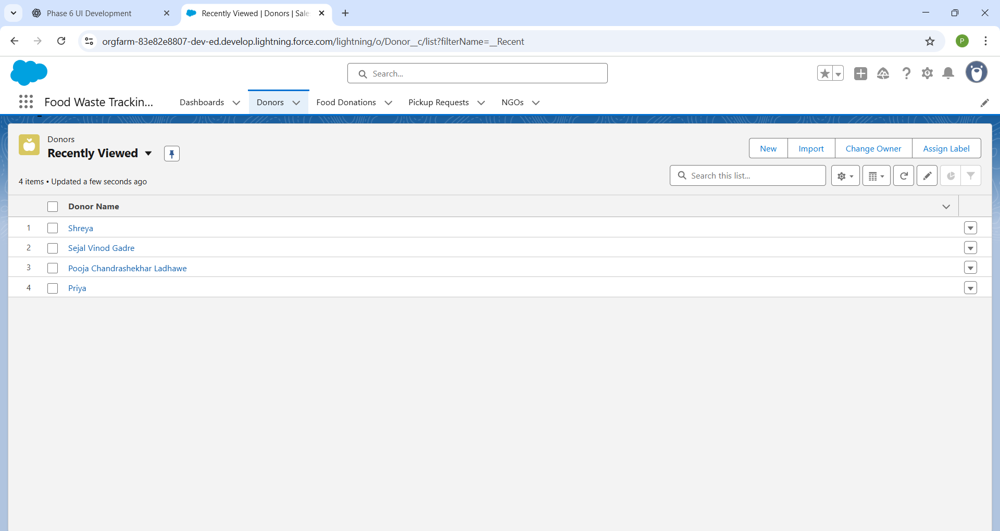 Phase 6 UI Development
Recently Viewed | Donors | Sale
orgfarm-83e82e8807-dev-ed.develop.lightning.force.com/lightning/o/Donor__c/list?filterName=__Recent
P
Search...
Food Waste Trackin...
Dashboards
Donors
Food Donations
Pickup Requests
NGOs
Donors
Recently Viewed
New
Import
Change Owner
Assign Label
4 items • Updated a few seconds ago
Search this list...
Donor Name
1 Shreya
2 Sejal Vinod Gadre
3 Pooja Chandrashekhar Ladhawe
4 Priya